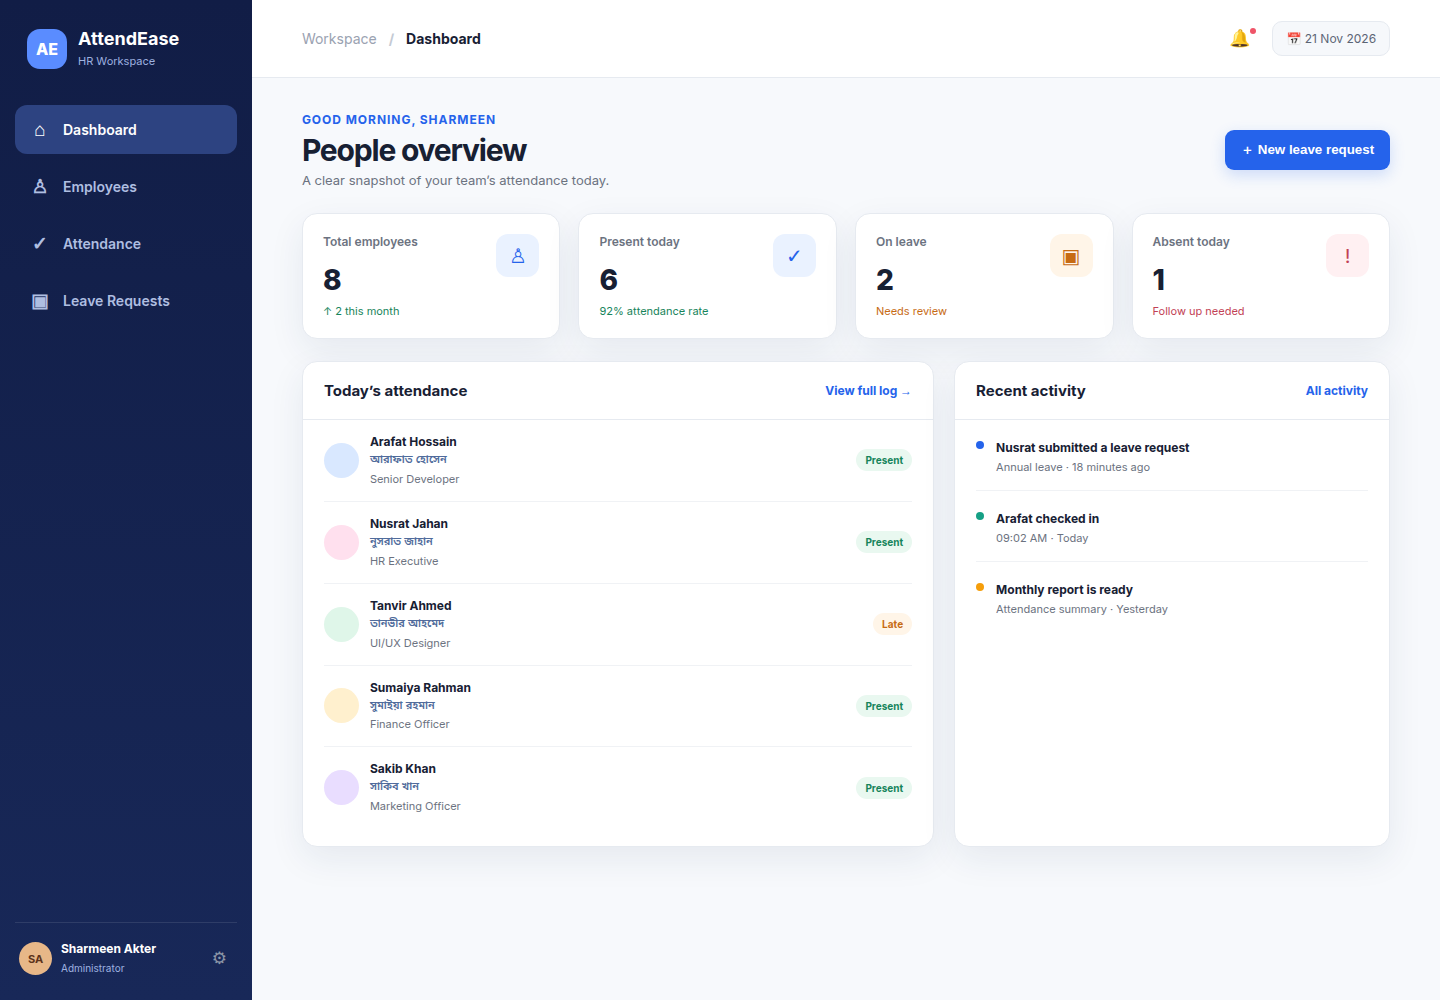 AE
AttendEase
HR Workspace
Dashboard
Employees
Attendance
Leave Requests
Sharmeen Akter
SA
Administrator
Workspace / Dashboard
21 Nov 2026
GOOD MORNING, SHARMEEN
People overview
A clear snapshot of your team's attendance today.
+ New leave request
Total employees
8
↑ 2 this month
Present today
6
92% attendance rate
On leave
2
Needs review
Absent today
1
Follow up needed
Today's attendance
View full log →
Arafat Hossain
আরাফাত হোসেন
Senior Developer
Present
Nusrat Jahan
নুসরাত জাহান
HR Executive
Present
Tanvir Ahmed
তানভীর আহমেদ
UI/UX Designer
Late
Sumaiya Rahman
সুমাইয়া রহমান
Finance Officer
Present
Sakib Khan
সাকিব খান
Marketing Officer
Present
Recent activity
All activity
Nusrat submitted a leave request
Annual leave · 18 minutes ago
Arafat checked in
09:02 AM · Today
Monthly report is ready
Attendance summary · Yesterday